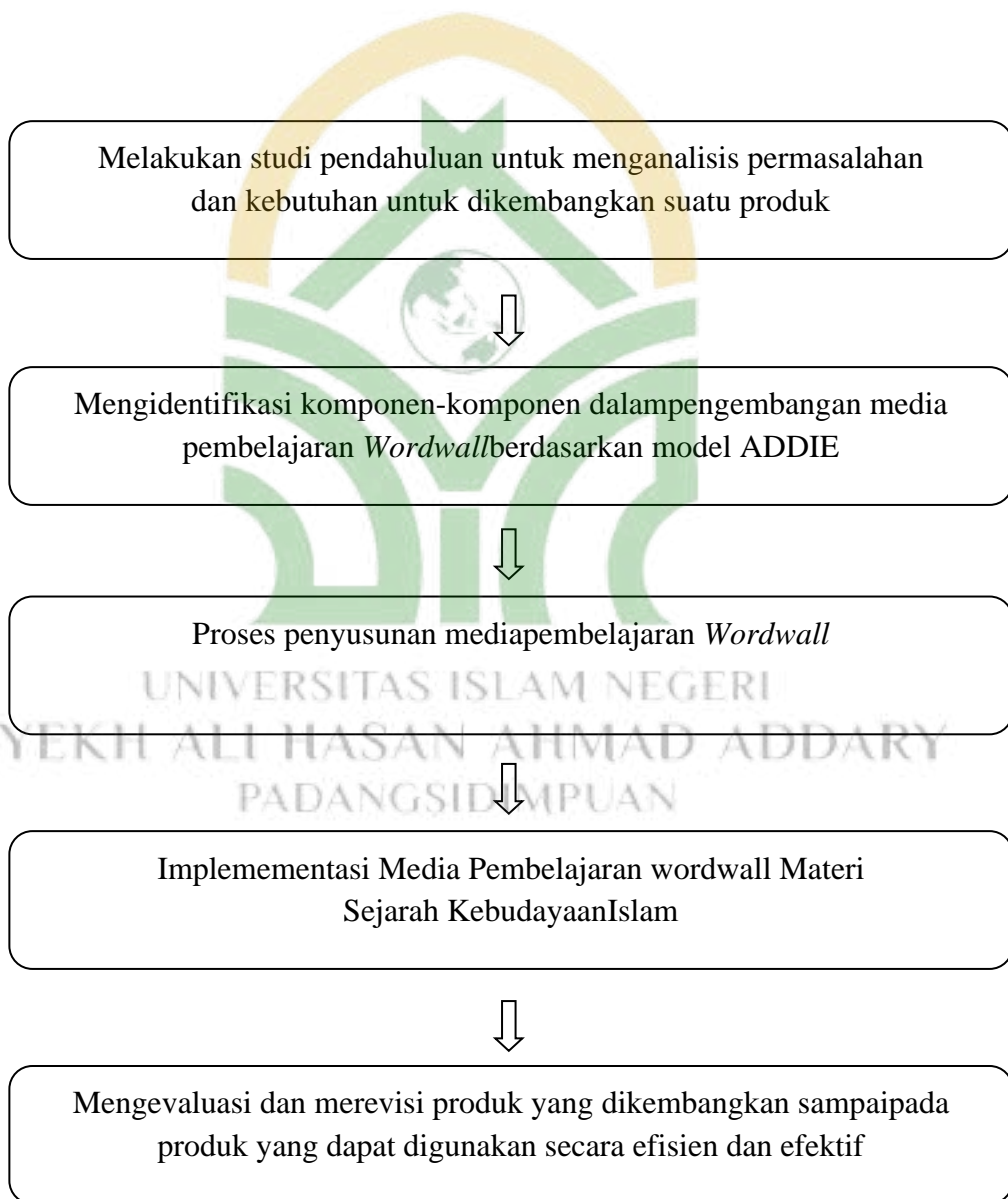 Melakukan studi pendahuluan untuk menganalisis permasalahan
dan kebutuhan untuk dikembangkan suatu produk
Mengidentifikasi komponen-komponen dalampengembangan media
pembelajaran Wordwallberdasarkan model ADDIE
Proses penyusunan mediapembelajaran Wordwall
UNIVERSITAS ISLAM NEGERI
YEKH ALI HASAN AHMAD ADDARY
PADANGSIDIMPUAN
Implemementasi Media Pembelajaran wordwall Materi
Sejarah KebudayaanIslam
Mengevaluasi dan merevisi produk yang dikembangkan sampaipada
produk yang dapat digunakan secara efisien dan efektif